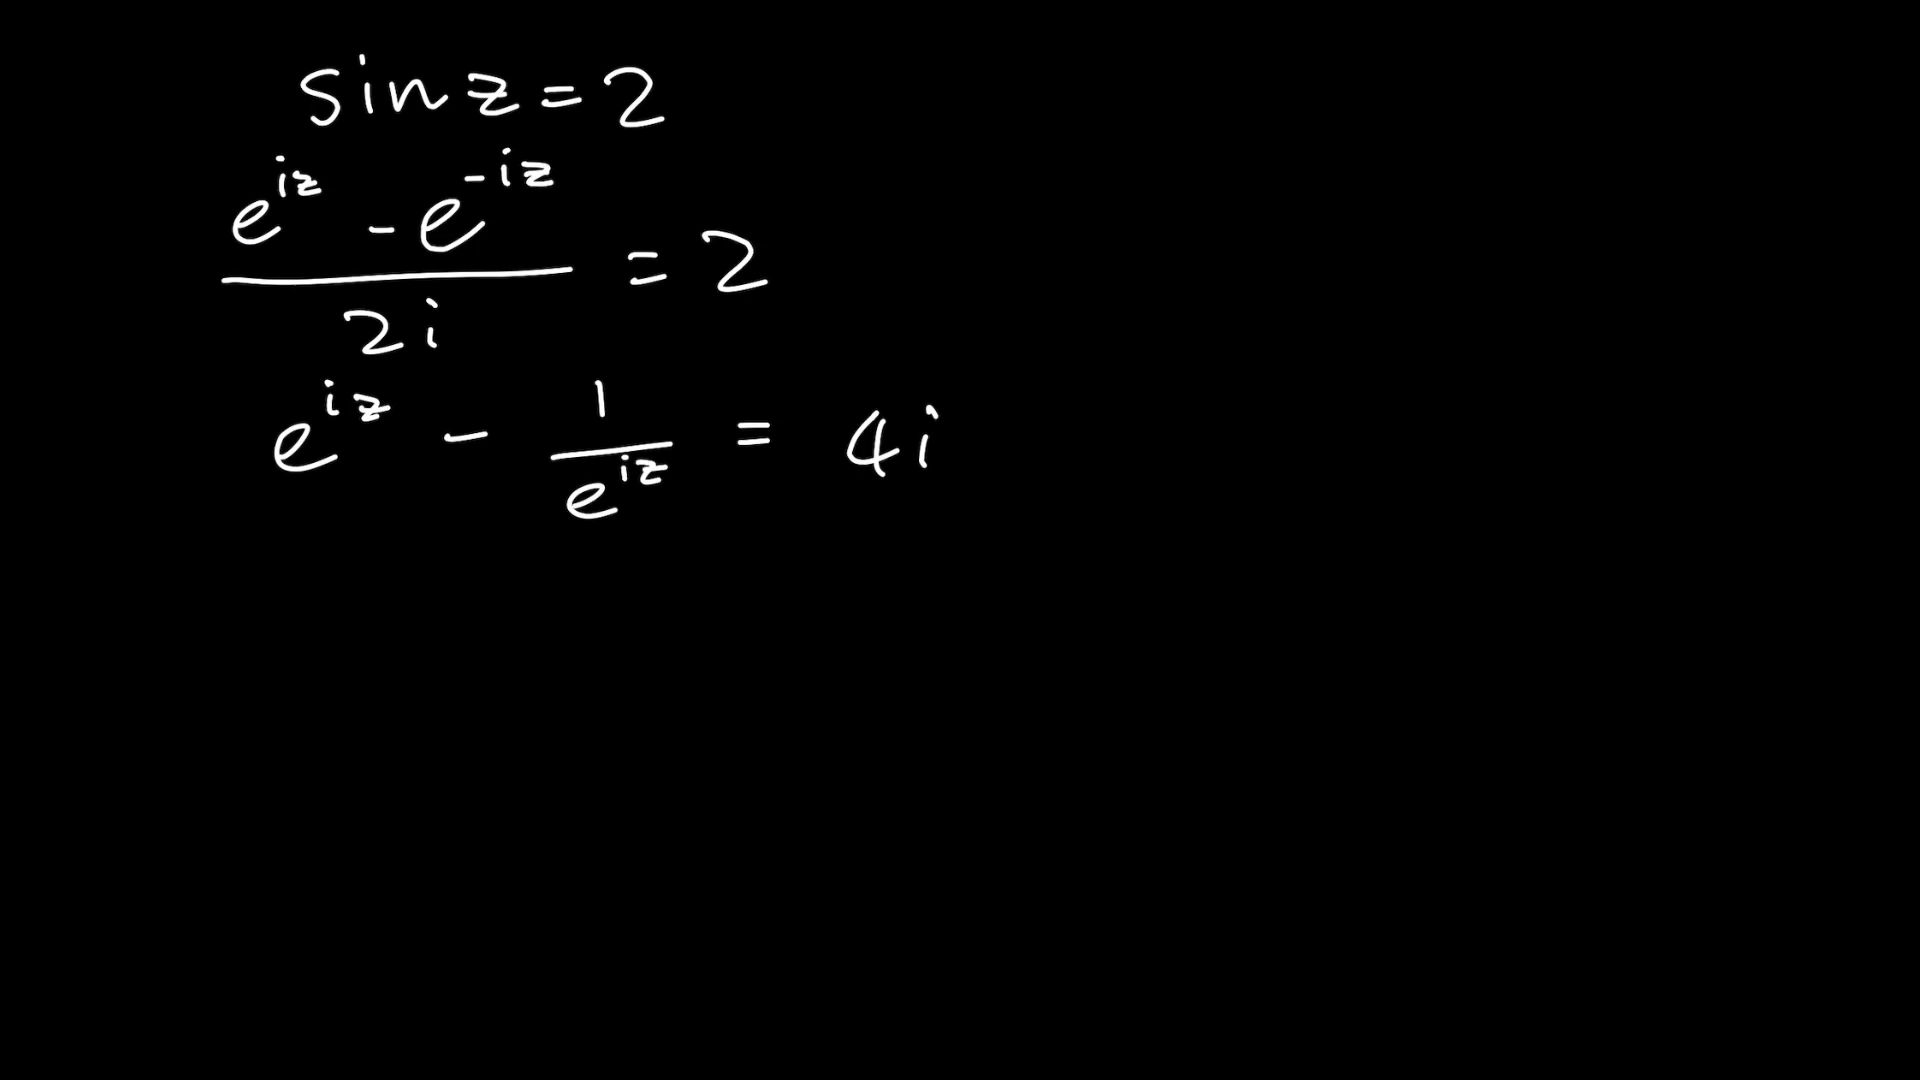 sin z = 2
(e^{iz} - e^{-iz}) / 2i = 2
e^{iz} - 1/e^{iz} = 4i